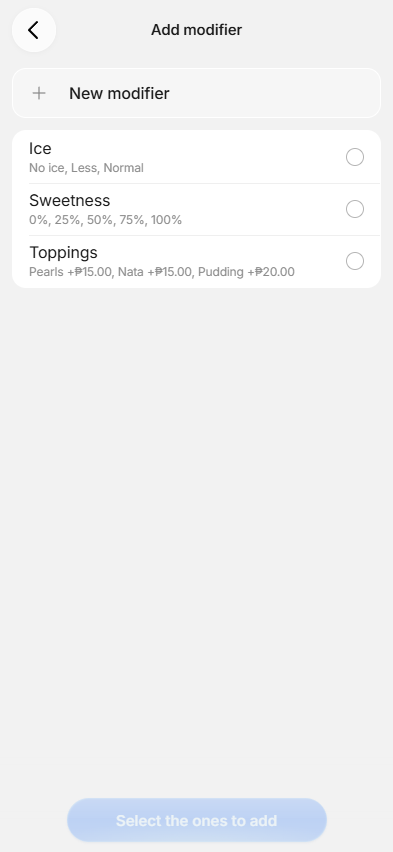 Add modifier
New modifier
Ice
No ice, Less, Normal
Sweetness
0%, 25%, 50%, 75%, 100%
Toppings
Pearls +₱15.00, Nata +₱15.00, Pudding +₱20.00
Select the ones to add